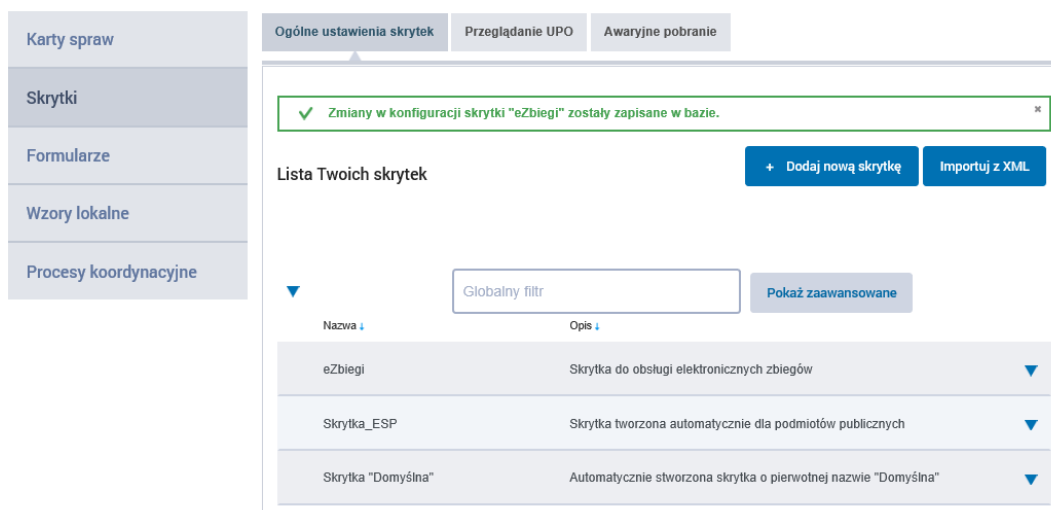 Karty spraw
Skrytki
Formularze
Wzory lokalne
Procesy koordynacyjne
Ogólne ustawienia skrytek Przeglądanie UPO Awaryjne pobranie
Zmiany w konfiguracji skrytki "eZbiegi" zostały zapisane w bazie.
Lista Twoich skrytek + Dodaj nową skrytkę Importuj z XML
Globalny filtr Pokaż zaawansowane
Nazwa ↓ Opis ↓
eZbiegi Skrytka do obsługi elektronicznych zbiegów
Skrytka_ESP Skrytka tworzona automatycznie dla podmiotów publicznych
Skrytka "Domyślna" Automatycznie stworzona skrytka o pierwotnej nazwie "Domyślna"